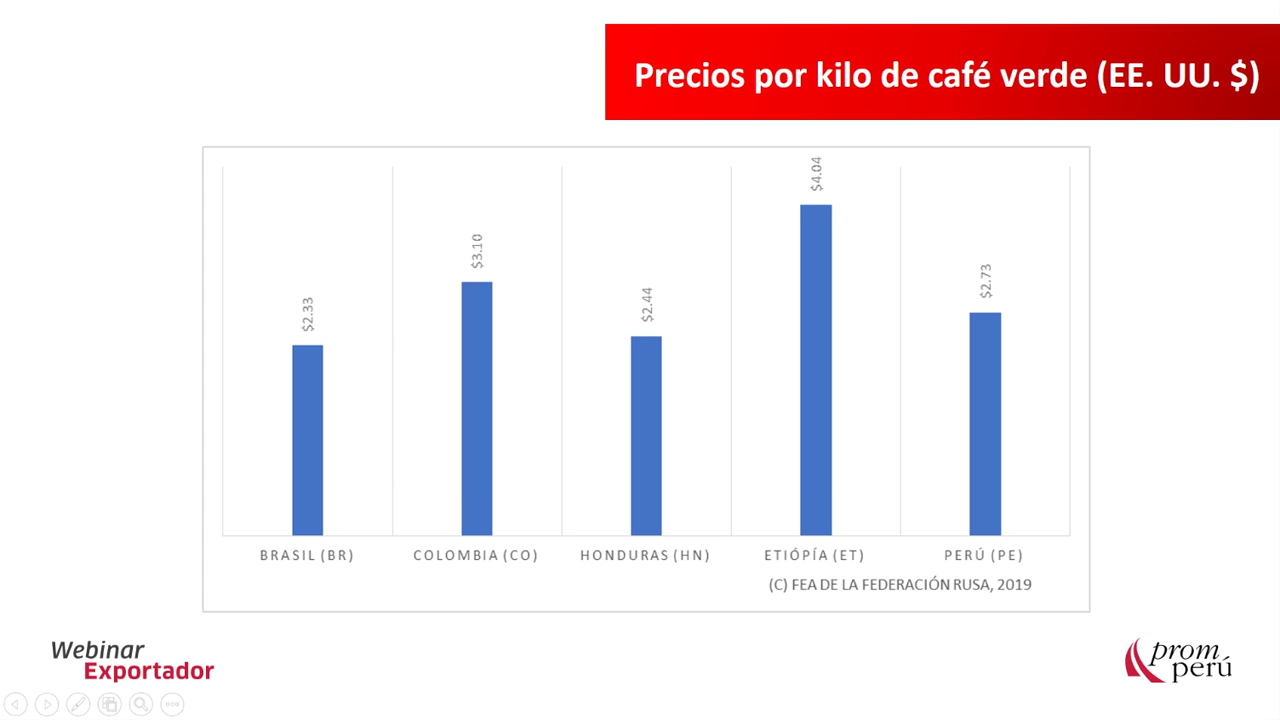 Precios por kilo de café verde (EE. UU. $)
$2.33
$3.10
$2.44
$4.04
$2.73
BRASIL (BR)
COLOMBIA (CO)
HONDURAS (HN)
ETIÓPÍA (ET)
PERÚ (PE)
(C) FEA DE LA FEDERACIÓN RUSA, 2019
Webinar
Exportador
prom
perú